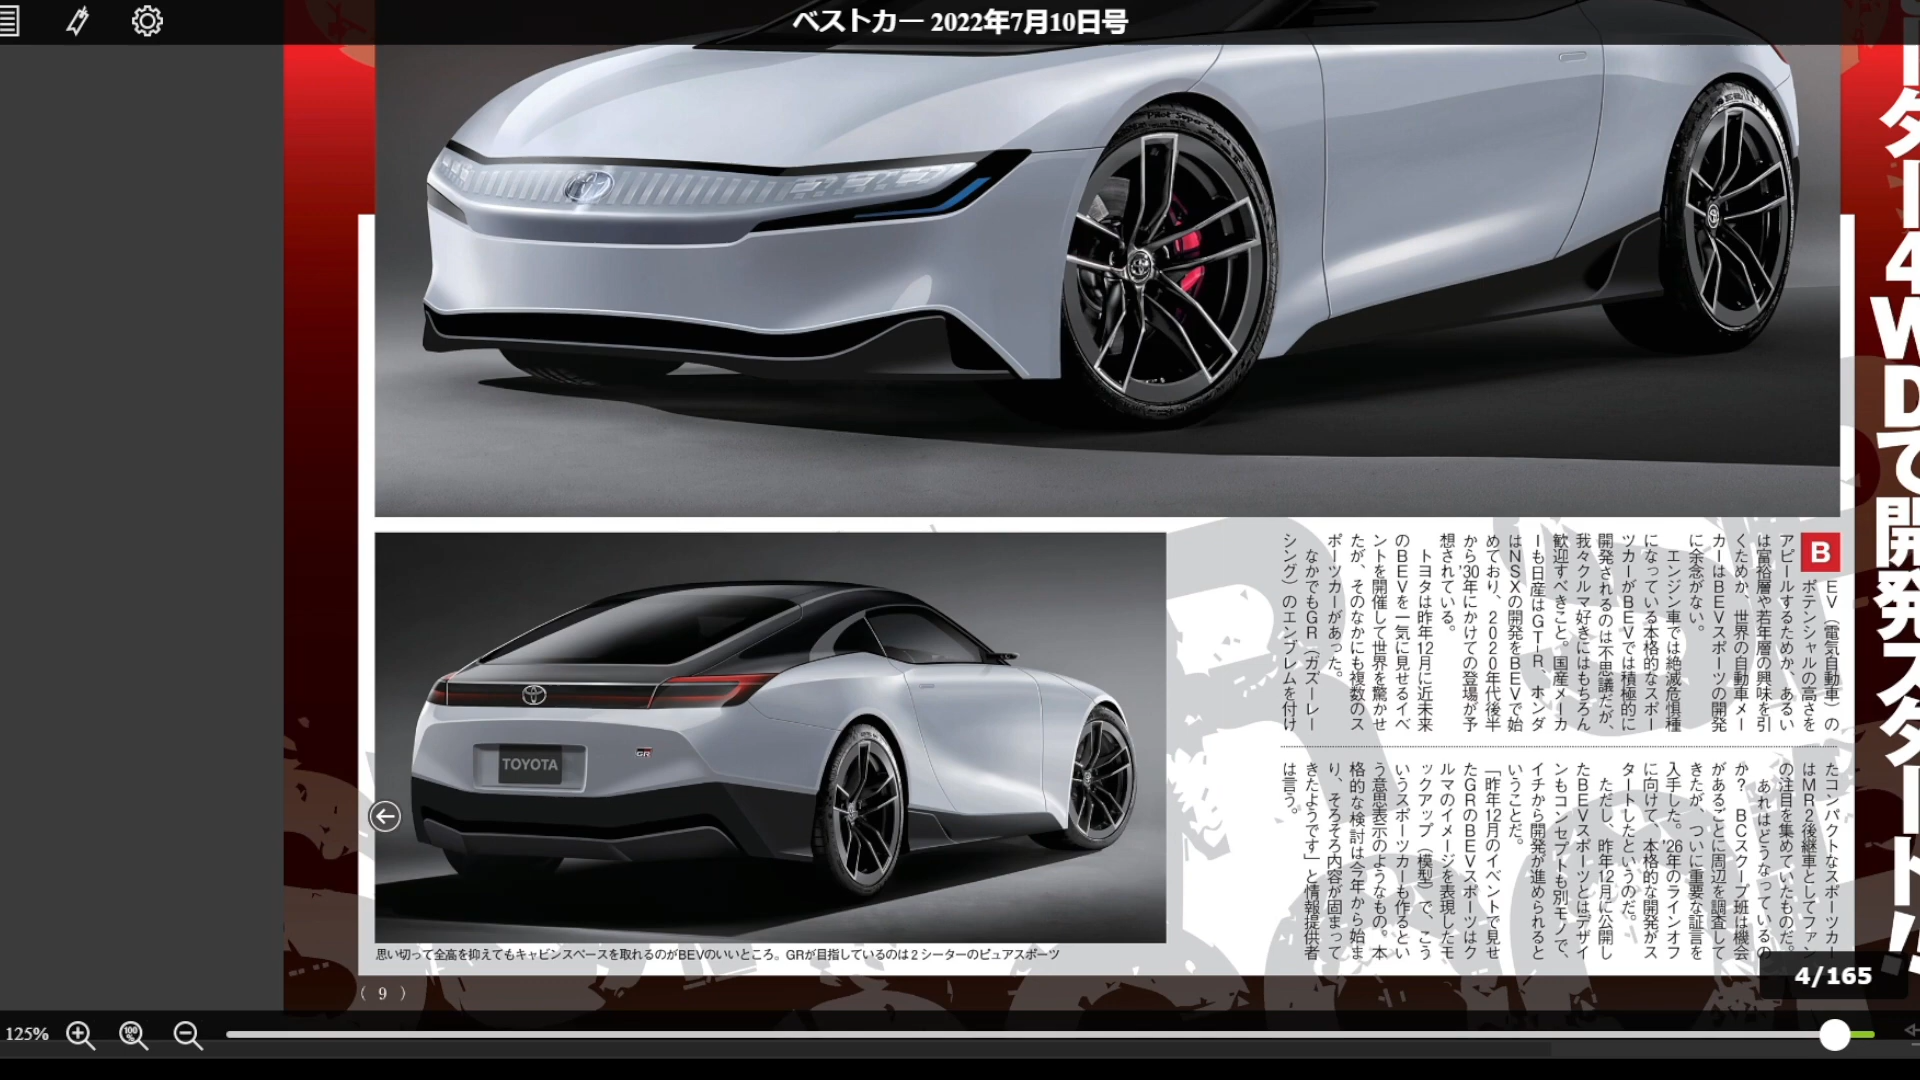 ベストカー 2022年7月10日号
ター4WDで開発スタート!!
B
EV（電気自動車）の
ポテンシャルの高さを
アピールするためか、あるい
は富裕層や若年層の興味を引
くためか、世界の自動車メー
カーはBEVスポーツの開発
に余念がない。
エンジン車では絶滅危惧種
になっている本格的なスポー
ツカーがBEVでは積極的に
開発されるのは不思議だが、
我々クルマ好きにはもちろん
歓迎すべきこと。国産メーカ
ーも日産はGT-R、ホンダ
はNSXの開発をBEVで始
めており、2020年代後半
から'30年にかけての登場が予
想されている。
トヨタは昨年12月に近未来
のBEVを一気に見せるイベ
ントを開催して世界を驚かせ
たが、そのなかにも複数のス
ポーツカーがあった。
なかでもGR（ガズーレー
シング）のエンブレムを付け
たコンパクトなスポーツカー
はMR2後継車としてファン
の注目を集めていたものだ。
あれはどうなっているの
か？ BCスクープ班は機会
があるごとに周辺を調査して
きたが、ついに重要な証言を
入手した。'26年のラインオフ
に向けて、本格的な開発がス
タートしたというのだ。
ただし、昨年12月に公開し
たBEVスポーツとはデザイ
ンもコンセプトも別モノで、
イチから開発が進められると
いうことだ。
「昨年12月のイベントで見せ
たGRのBEVスポーツはク
ルマのイメージを表現したモ
ックアップ（模型）で、こう
いうスポーツカーも作るとい
う意思表示のようなもの。本
格的な検討は今年から始ま
り、そろそろ内容が固まって
きたようです」と情報提供者
は言う。
TOYOTA
GR
思い切って全高を抑えてもキャビンスペースを取れるのがBEVのいいところ。GRが目指しているのは2シーターのピュアスポーツ
（9）
4/165
125%